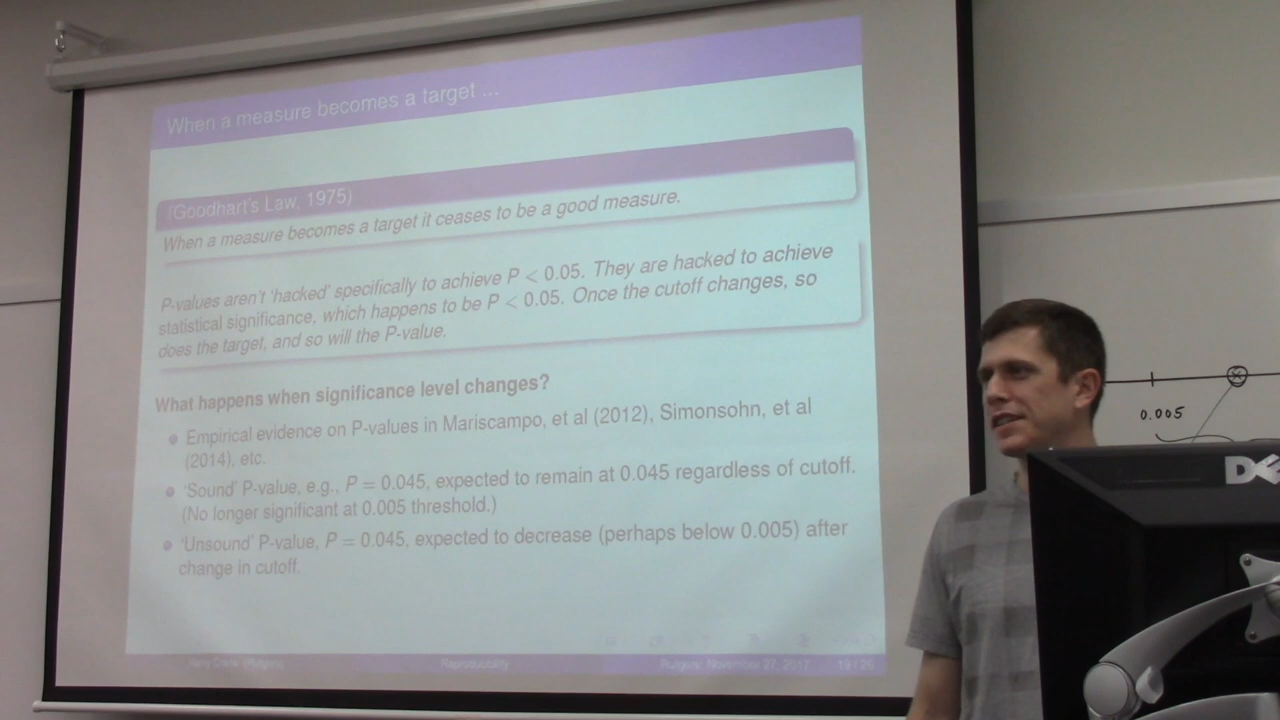 When a measure becomes a target ...
(Goodhart's Law, 1975)
When a measure becomes a target it ceases to be a good measure.
P-values aren't 'hacked' specifically to achieve P < 0.05. They are hacked to achieve
statistical significance, which happens to be P < 0.05. Once the cutoff changes, so
does the target, and so will the P-value.
What happens when significance level changes?
Empirical evidence on P-values in Mariscampo, et al (2012), Simonsohn, et al
(2014), etc.
'Sound' P-value, e.g., P = 0.045, expected to remain at 0.045 regardless of cutoff.
(No longer significant at 0.005 threshold.)
'Unsound' P-value, P = 0.045, expected to decrease (perhaps below 0.005) after
change in cutoff.
Harry Crane (Rutgers)
Reproducibility
Rutgers, November 27, 2017
19 / 26
0.005